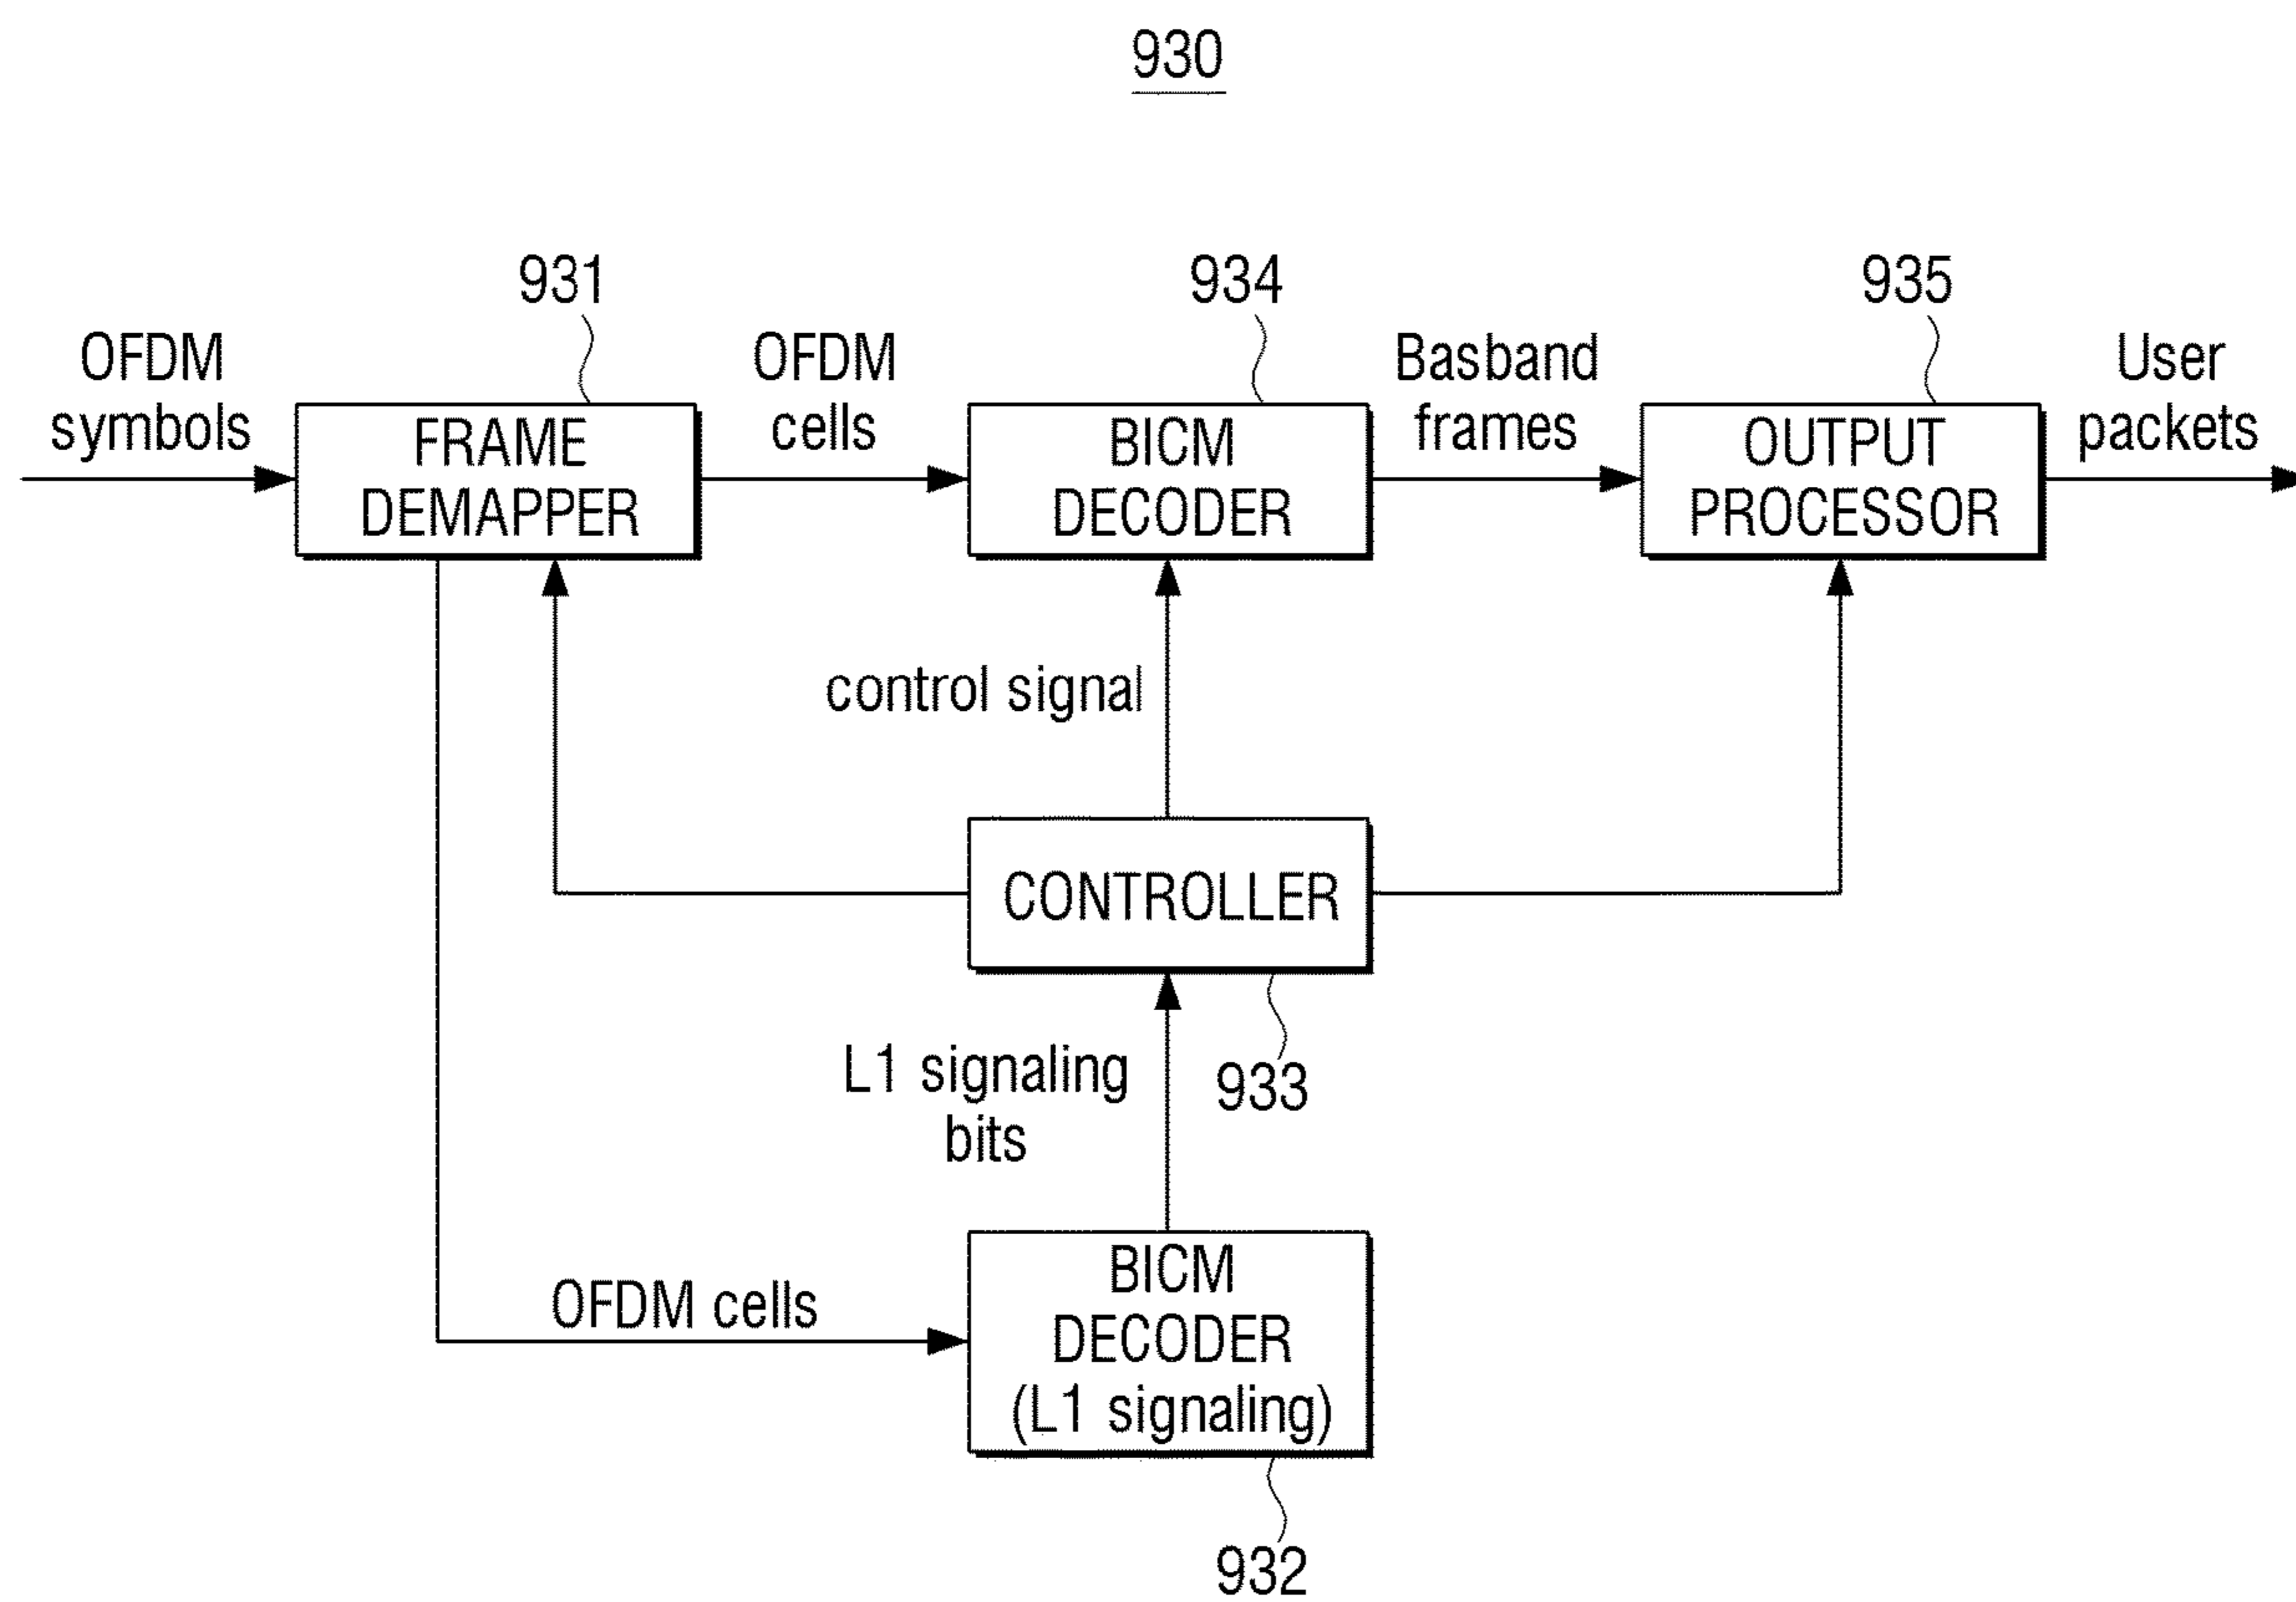 930
931
934
935
OFDM
symbols
OFDM
cells
Basband
frames
User
packets
FRAME
DEMAPPER
BICM
DECODER
OUTPUT
PROCESSOR
control signal
CONTROLLER
L1 signaling
bits
933
OFDM cells
BICM
DECODER
(L1 signaling)
932